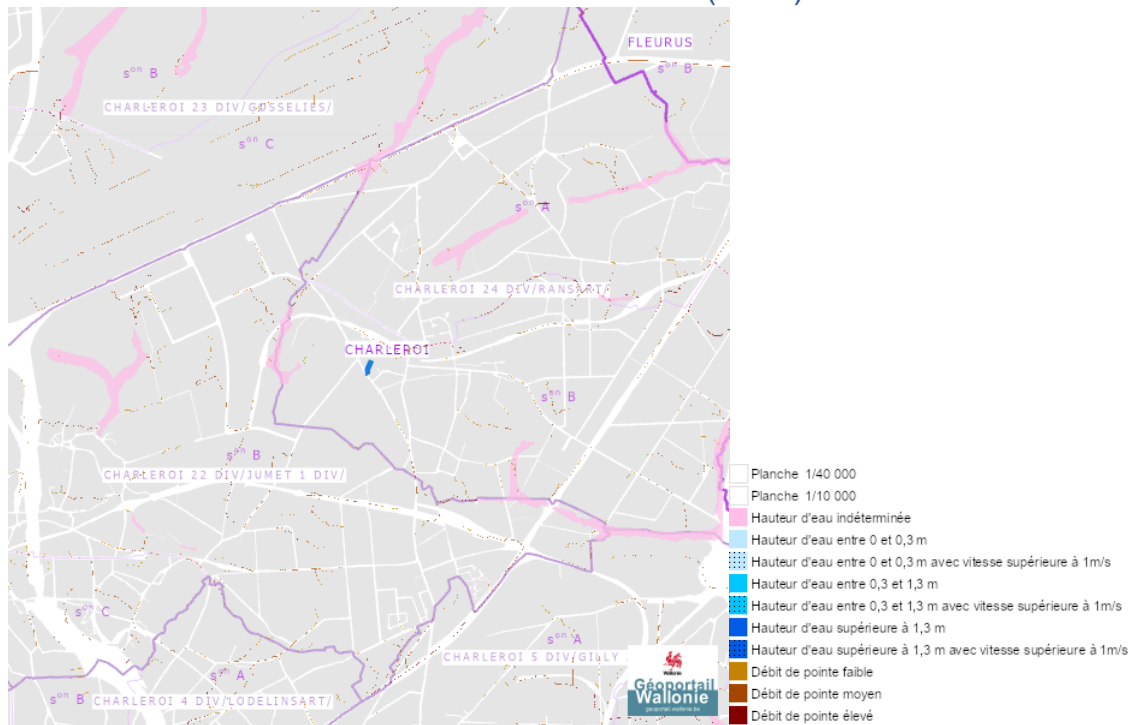 FLEURUS
sᵒⁿ B
sᵒⁿ B
CHARLEROI 23 DIV/GOSSELIES/
sᵒⁿ C
sᵒⁿ A
CHARLEROI 24 DIV/RANSART/
CHARLEROI
sᵒⁿ B
sᵒⁿ B
CHARLEROI 22 DIV/JUMET 1 DIV/
sᵒⁿ C
sᵒⁿ A
CHARLEROI 5 DIV/GILLY
sᵒⁿ A
sᵒⁿ B
CHARLEROI 4 DIV/LODELINSART/
Wallonie
Géoportail
Wallonie
geoportail.wallonie.be
Planche 1/40 000
Planche 1/10 000
Hauteur d'eau indéterminée
Hauteur d'eau entre 0 et 0,3 m
Hauteur d'eau entre 0 et 0,3 m avec vitesse supérieure à 1m/s
Hauteur d'eau entre 0,3 et 1,3 m
Hauteur d'eau entre 0,3 et 1,3 m avec vitesse supérieure à 1m/s
Hauteur d'eau supérieure à 1,3 m
Hauteur d'eau supérieure à 1,3 m avec vitesse supérieure à 1m/s
Débit de pointe faible
Débit de pointe moyen
Débit de pointe élevé